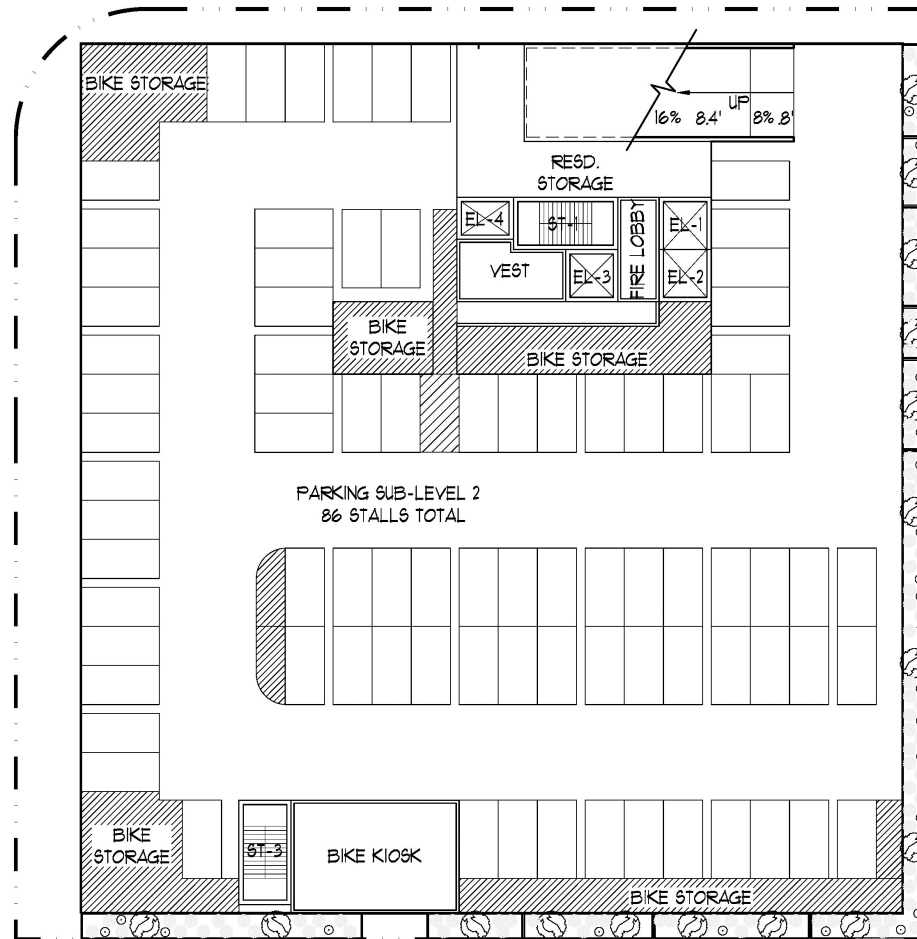 BIKE STORAGE
UP
16% 8.4' 8% 8'
RESD.
STORAGE
EL-4
ST-1
FIRE LOBBY
EL-1
VEST
EL-3
EL-2
BIKE
STORAGE
BIKE STORAGE
PARKING SUB-LEVEL 2
86 STALLS TOTAL
BIKE
STORAGE
ST-3
BIKE KIOSK
BIKE STORAGE